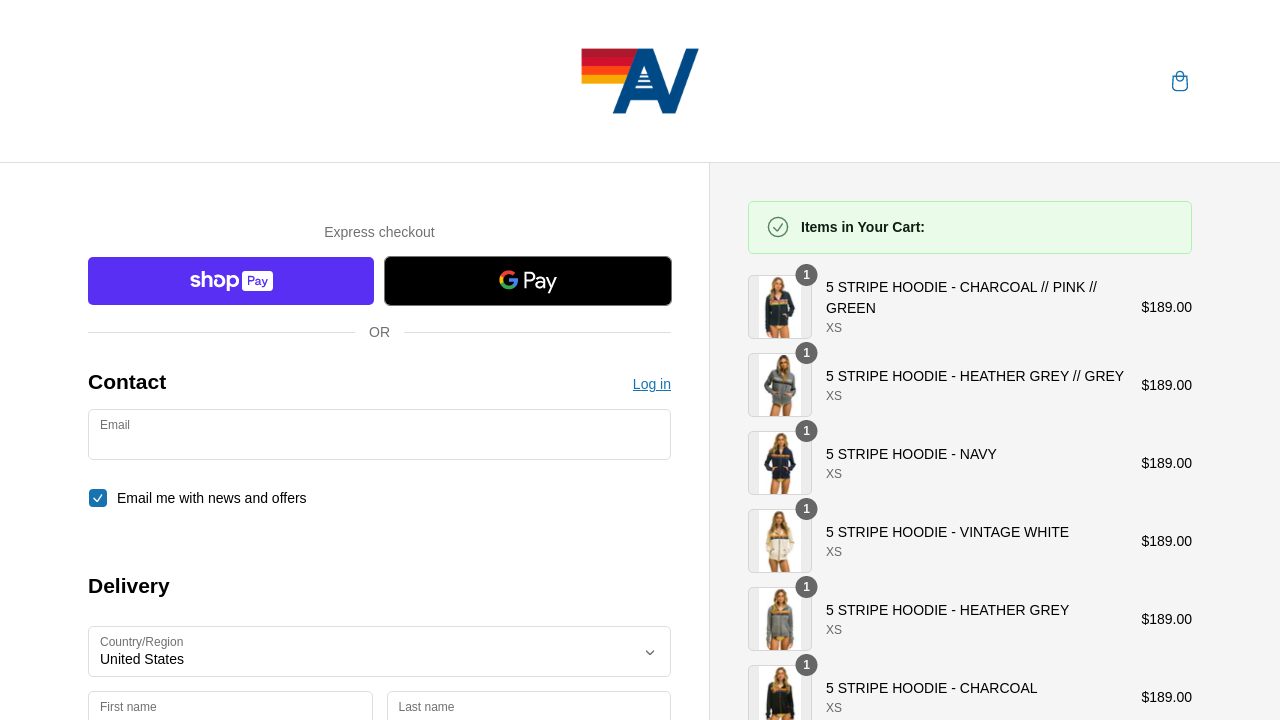 AV
Express checkout
shop Pay
G Pay
OR
Contact
Log in
Email
Email me with news and offers
Delivery
Country/Region
United States
First name
Last name
Items in Your Cart:
1
5 STRIPE HOODIE - CHARCOAL // PINK //
GREEN
XS
$189.00
1
5 STRIPE HOODIE - HEATHER GREY // GREY
XS
$189.00
1
5 STRIPE HOODIE - NAVY
XS
$189.00
1
5 STRIPE HOODIE - VINTAGE WHITE
XS
$189.00
1
5 STRIPE HOODIE - HEATHER GREY
XS
$189.00
1
5 STRIPE HOODIE - CHARCOAL
XS
$189.00